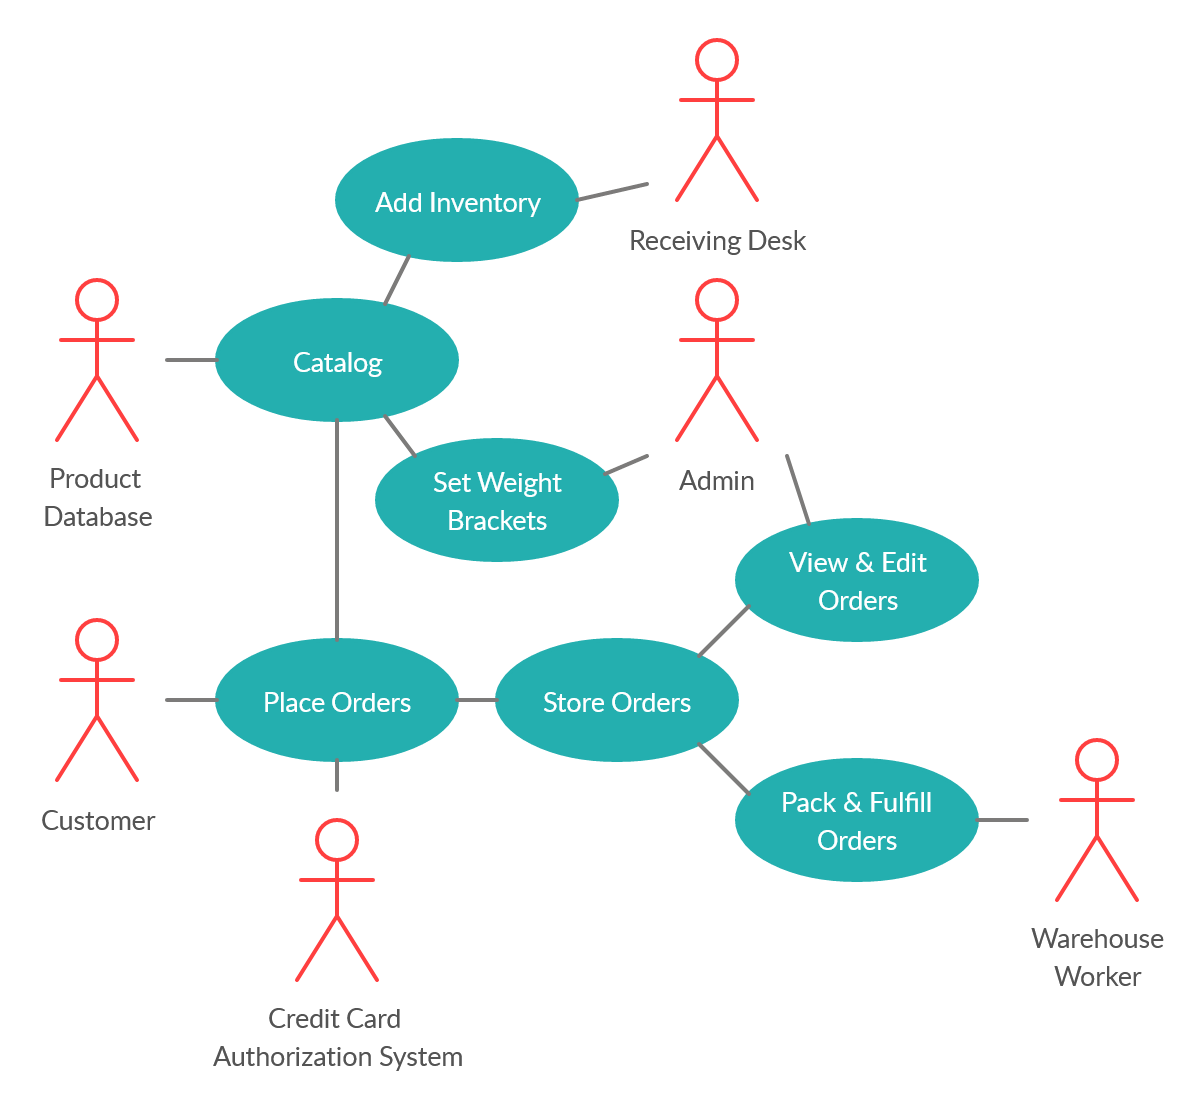 Add Inventory
Receiving Desk
Catalog
Product
Database
Set Weight
Brackets
Admin
View & Edit
Orders
Customer
Place Orders
Store Orders
Pack & Fulfill
Orders
Warehouse
Worker
Credit Card
Authorization System